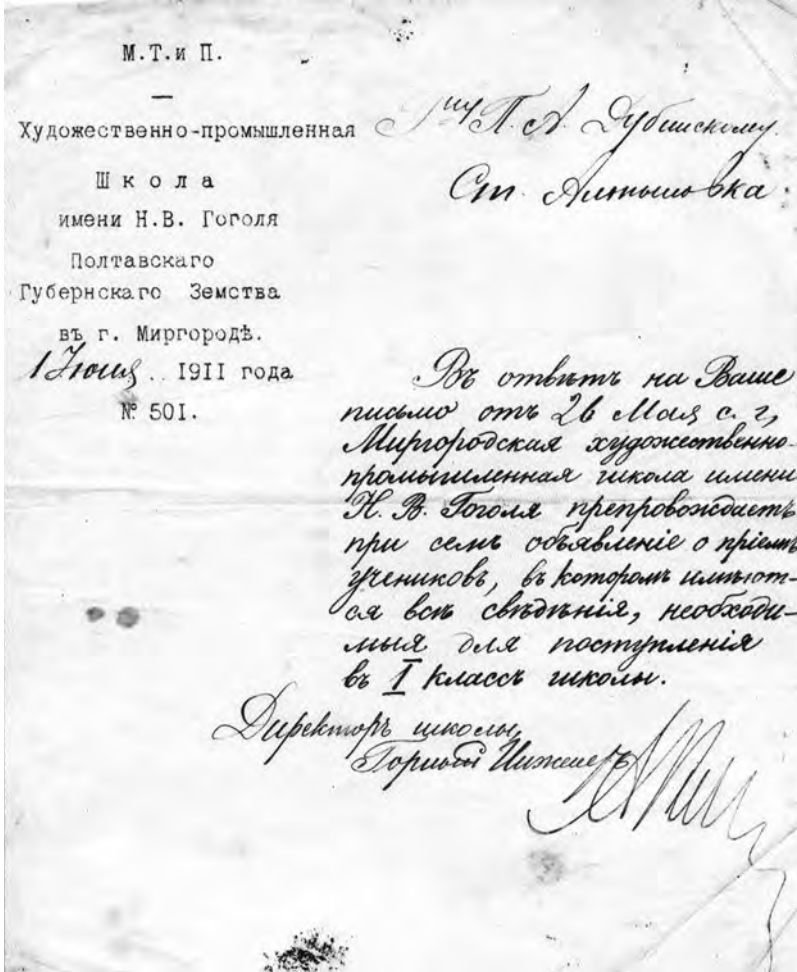 М.Т.и П.
—
Художественно-промышленная
Школа
имени Н.В. Гоголя
Полтавскаго
Губернскаго Земства
въ г. Миргородѣ.
1 Июня 1911 года
№ 501.
П. А. Дубинскому.
Ст. Алтыновка
Въ отвѣтъ на Ваше
письмо отъ 26 Мая с. г.,
Миргородская художественно-
промышленная школа имени
Н. В. Гоголя препровождаетъ
при семъ объявленіе о пріемѣ
учениковъ, въ которомъ имѣют-
ся всѣ свѣдѣнія, необходи-
мыя для поступленія
въ I классъ школы.
Директоръ школы,
Горный Инженеръ